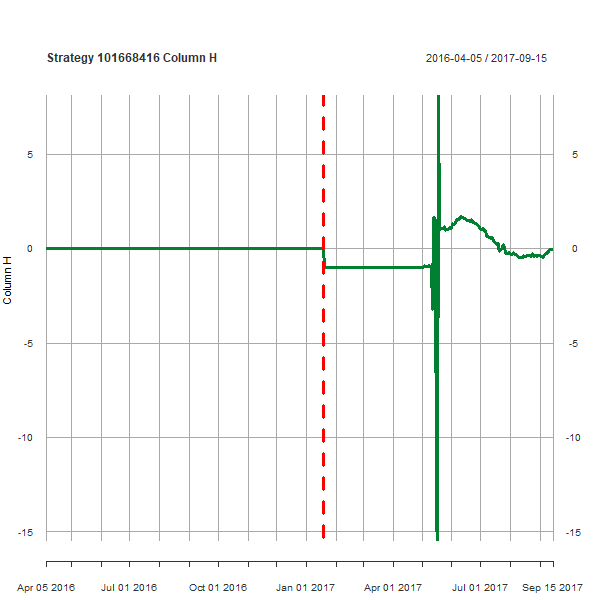 Strategy 101668416 Column H
2016-04-05 / 2017-09-15
5
5
0
0
-5
-5
-10
-10
-15
-15
Column H
Apr 05 2016
Jul 01 2016
Oct 01 2016
Jan 01 2017
Apr 01 2017
Jul 01 2017
Sep 15 2017